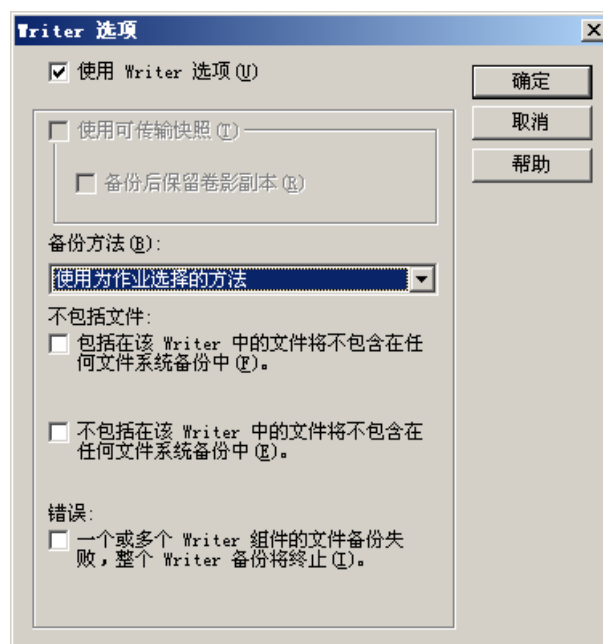 Writer 选项
使用 Writer 选项(U)
确定
取消
帮助
使用可传输快照(T)
备份后保留卷影副本(R)
备份方法(B):
使用为作业选择的方法
不包括文件:
包括在该 Writer 中的文件将不包含在任
何文件系统备份中(F)。
不包括在该 Writer 中的文件将不包含在
任何文件系统备份中(E)。
错误:
一个或多个 Writer 组件的文件备份失
败，整个 Writer 备份将终止(I)。